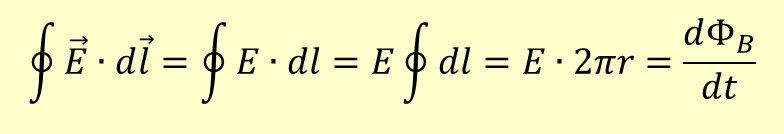 ∮ E⃗ · dl⃗ = ∮ E · dl = E ∮ dl = E · 2πr = dΦ_B/dt